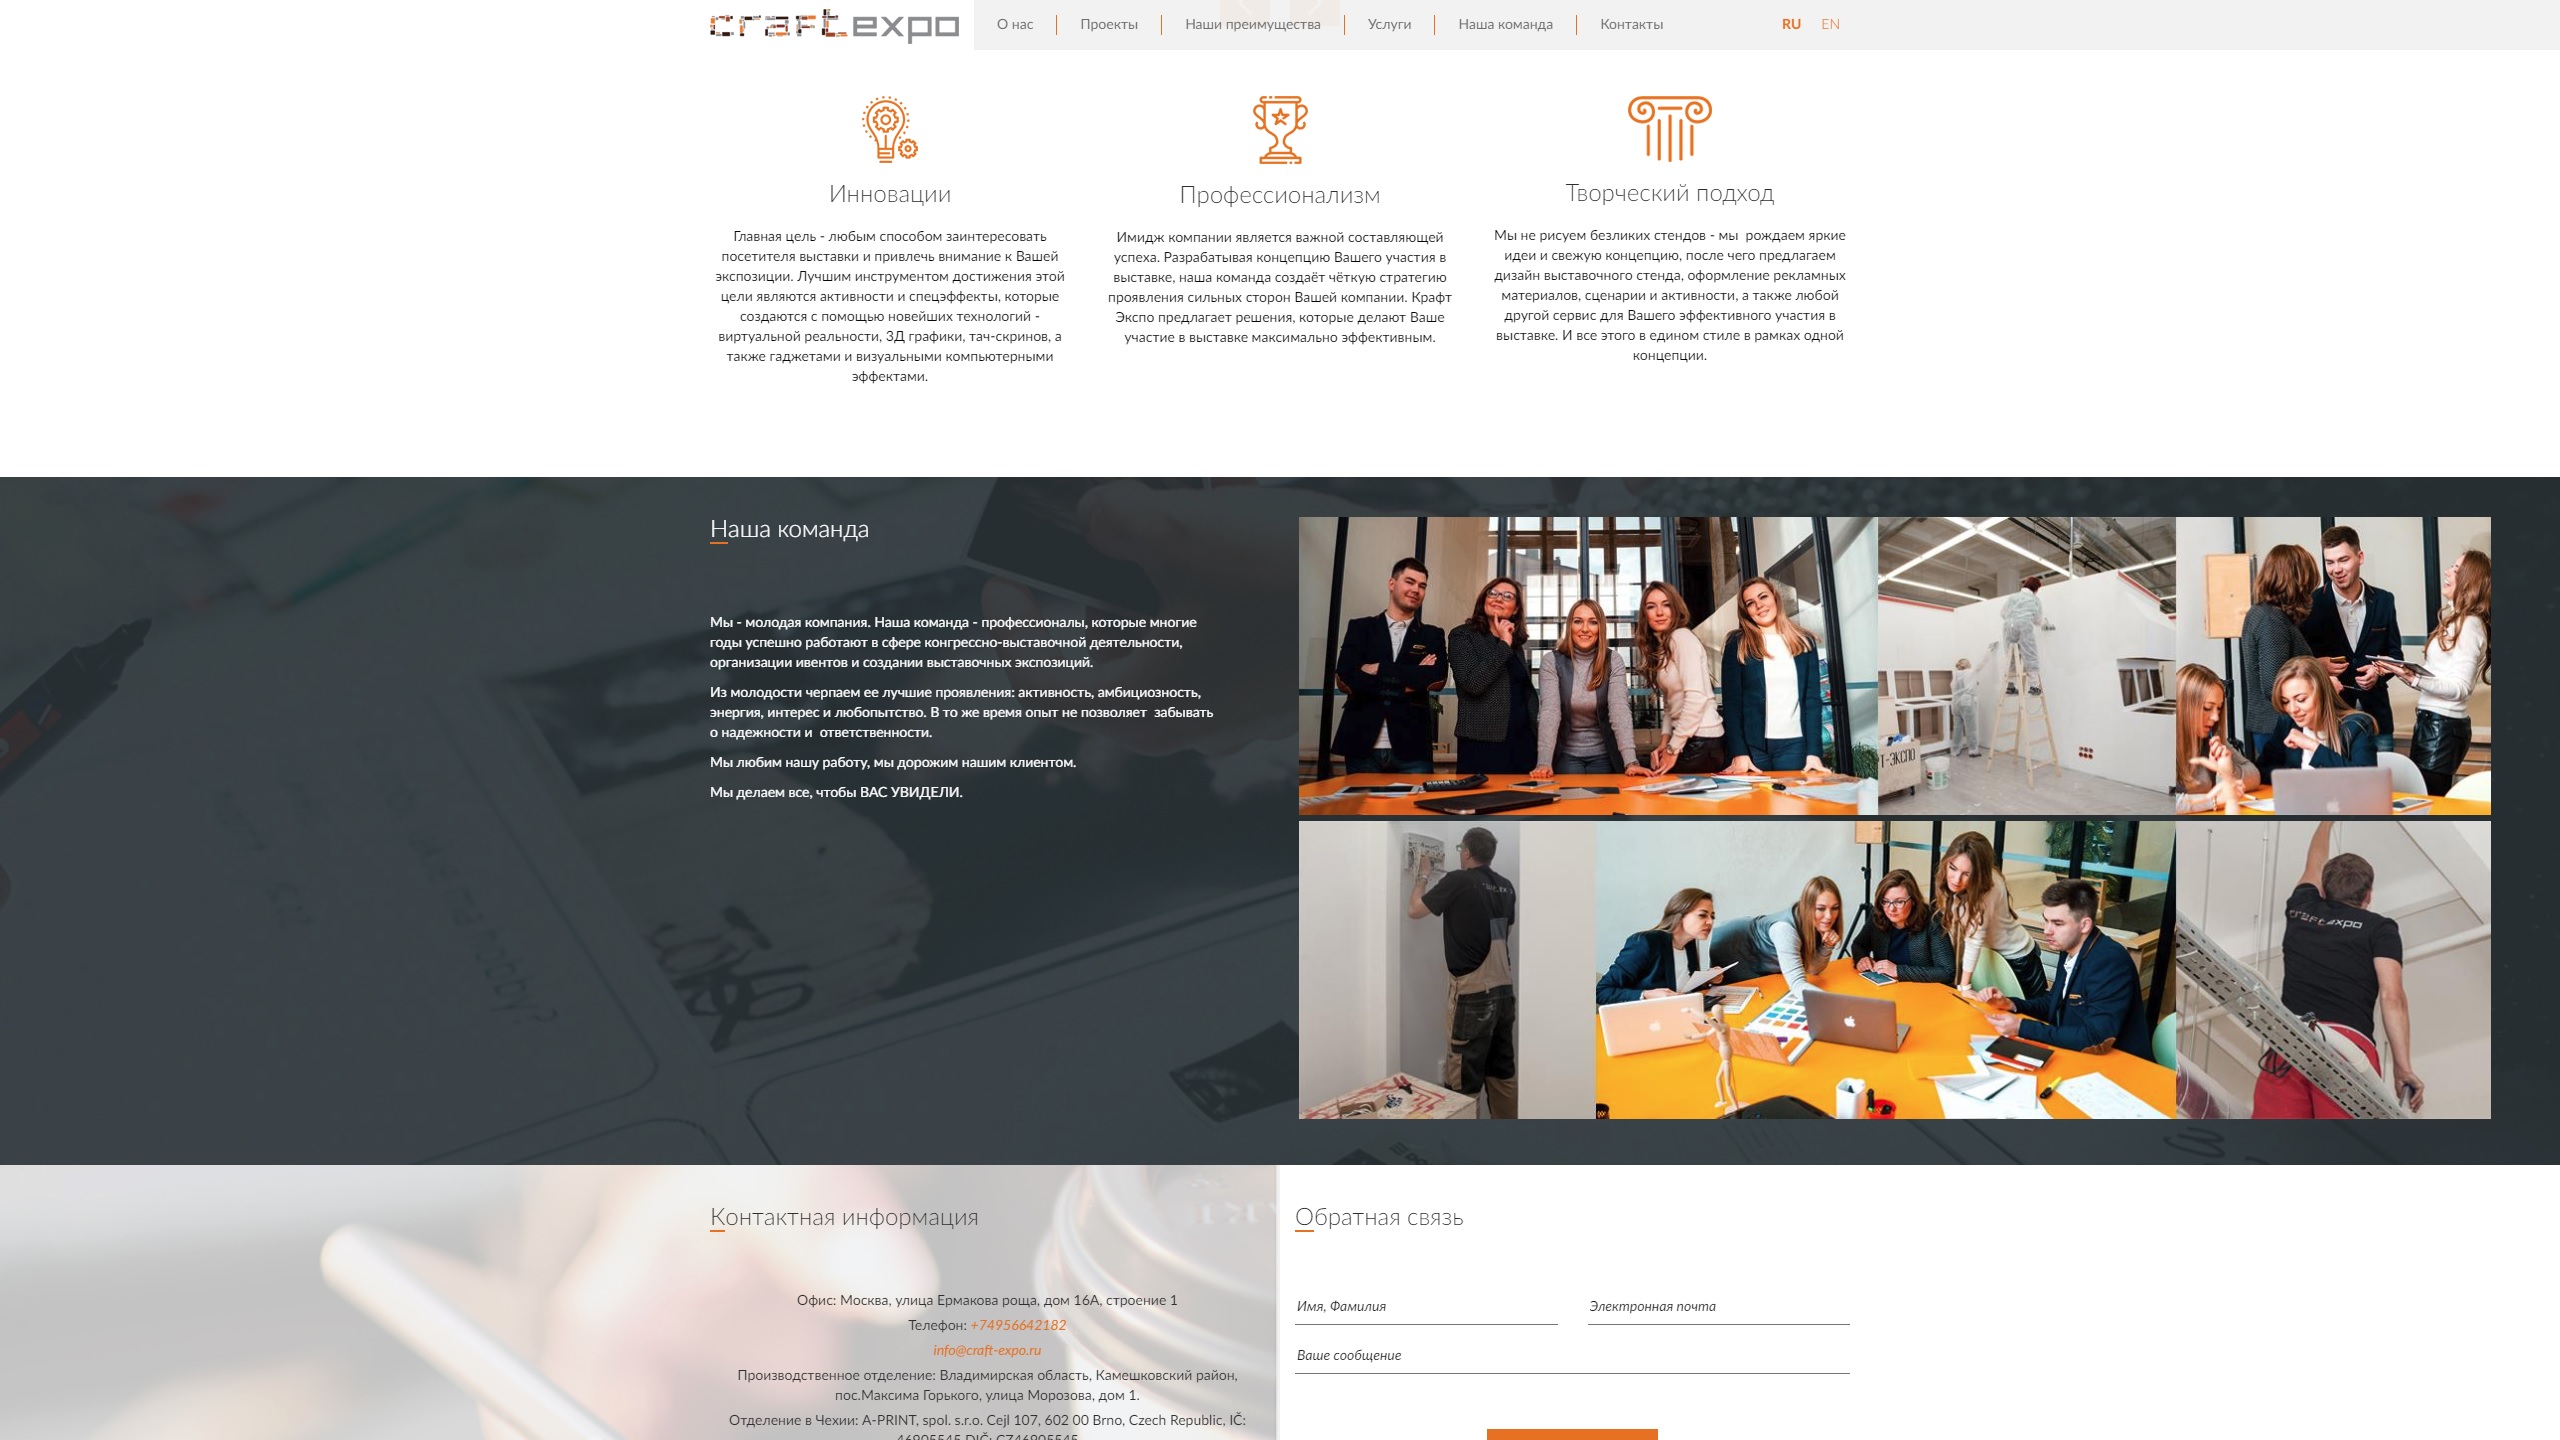 craft expo
О нас
Проекты
Наши преимущества
Услуги
Наша команда
Контакты
RU
EN
Инновации
Главная цель - любым способом заинтересовать
посетителя выставки и привлечь внимание к Вашей
экспозиции. Лучшим инструментом достижения этой
цели являются активности и спецэффекты, которые
создаются с помощью новейших технологий -
виртуальной реальности, 3Д графики, тач-скринов, а
также гаджетами и визуальными компьютерными
эффектами.
Профессионализм
Имидж компании является важной составляющей
успеха. Разрабатывая концепцию Вашего участия в
выставке, наша команда создаёт чёткую стратегию
проявления сильных сторон Вашей компании. Крафт
Экспо предлагает решения, которые делают Ваше
участие в выставке максимально эффективным.
Творческий подход
Мы не рисуем безликих стендов - мы рождаем яркие
идеи и свежую концепцию, после чего предлагаем
дизайн выставочного стенда, оформление рекламных
материалов, сценарии и активности, а также любой
другой сервис для Вашего эффективного участия в
выставке. И все этого в едином стиле в рамках одной
концепции.
Наша команда
Мы - молодая компания. Наша команда - профессионалы, которые многие
годы успешно работают в сфере конгрессно-выставочной деятельности,
организации ивентов и создании выставочных экспозиций.
Из молодости черпаем ее лучшие проявления: активность, амбициозность,
энергия, интерес и любопытство. В то же время опыт не позволяет забывать
о надежности и ответственности.
Мы любим нашу работу, мы дорожим нашим клиентом.
Мы делаем все, чтобы ВАС УВИДЕЛИ.
Т-ЭКСПО
craftexpo
Контактная информация
Офис: Москва, улица Ермакова роща, дом 16А, строение 1
Телефон: +74956642182
info@craft-expo.ru
Производственное отделение: Владимирская область, Камешковский район,
пос.Максима Горького, улица Морозова, дом 1.
Отделение в Чехии: A-PRINT, spol. s.r.o. Cejl 107, 602 00 Brno, Czech Republic, IČ:
46905545 DIČ: CZ46905545
Обратная связь
Имя, Фамилия
Электронная почта
Ваше сообщение